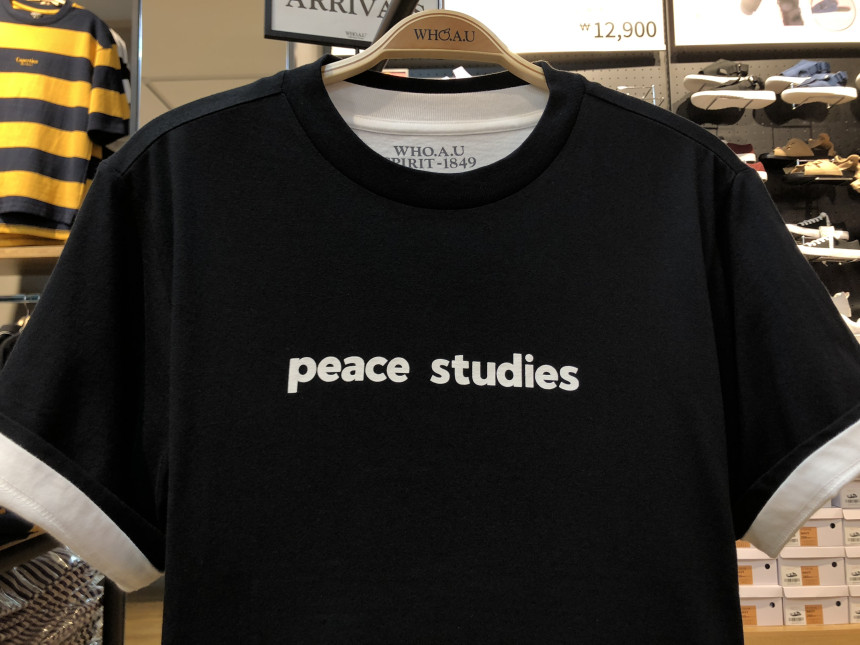 ARRIVALS
WHO.A.U
₩12,900
WHO.A.U
SPIRIT-1849
peace studies